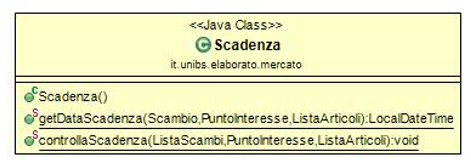 <<Java Class>>
C Scadenza
it.unibs.elaborato.mercato
C Scadenza()
S getDataScadenza(Scambio,PuntoInteresse,ListaArticoli):LocalDateTime
S controllaScadenza(ListaScambi,PuntoInteresse,ListaArticoli):void